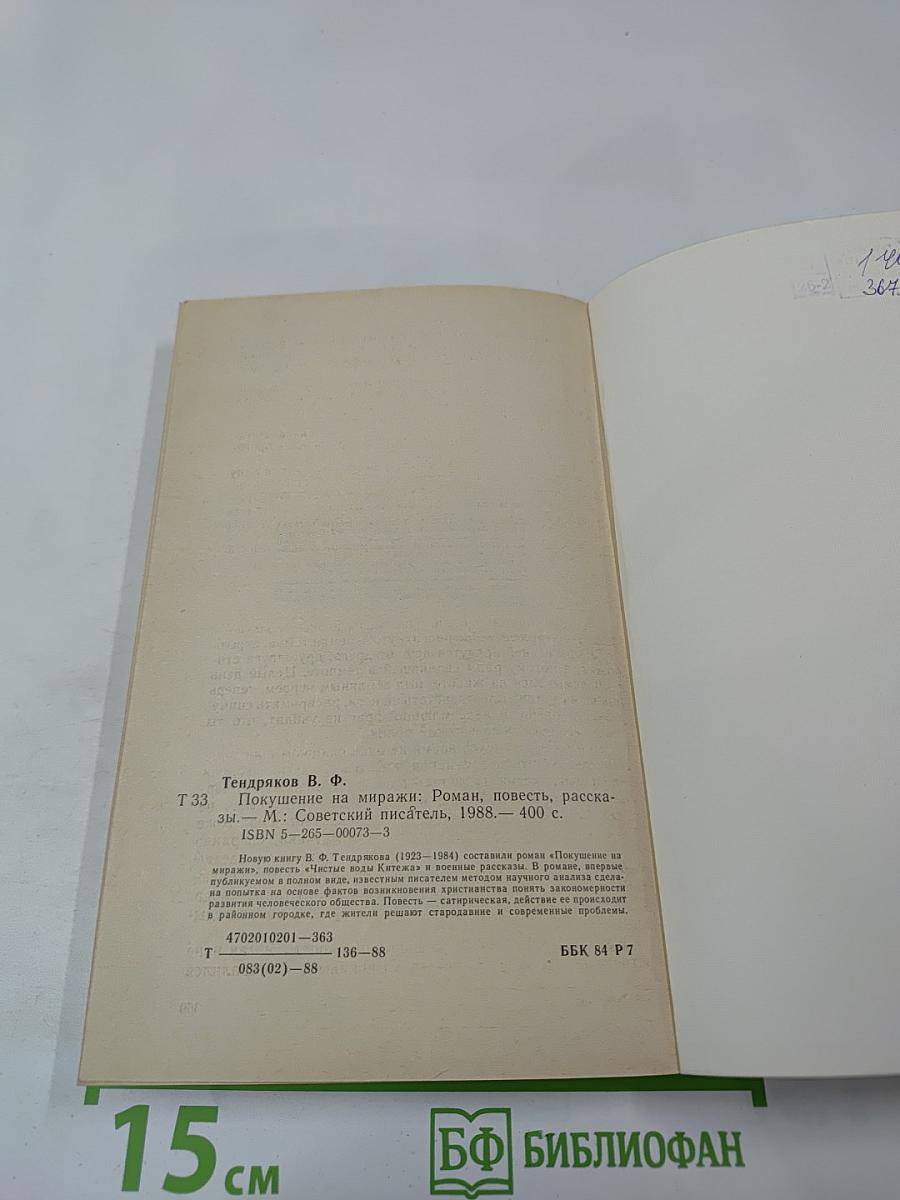 Тендряков В. Ф.
Т 33 Покушение на миражи: Роман, повесть, расска-
зы.— М.: Советский писатель, 1988.— 400 с.
ISBN 5—265—00073—3
Новую книгу В. Ф. Тендрякова (1923—1984) составили роман «Покушение на
миражи», повесть «Чистые воды Китежа» и военные рассказы. В романе, впервые
публикуемом в полном виде, известным писателем методом научного анализа сдела-
на попытка на основе фактов возникновения христианства понять закономерности
развития человеческого общества. Повесть — сатирическая, действие ее происходит
в районном городке, где жители решают стародавние и современные проблемы.
4702010201—363
Т 136—88
083(02)—88
ББК 84 Р 7
15 см
БФ БИБЛИОФАН